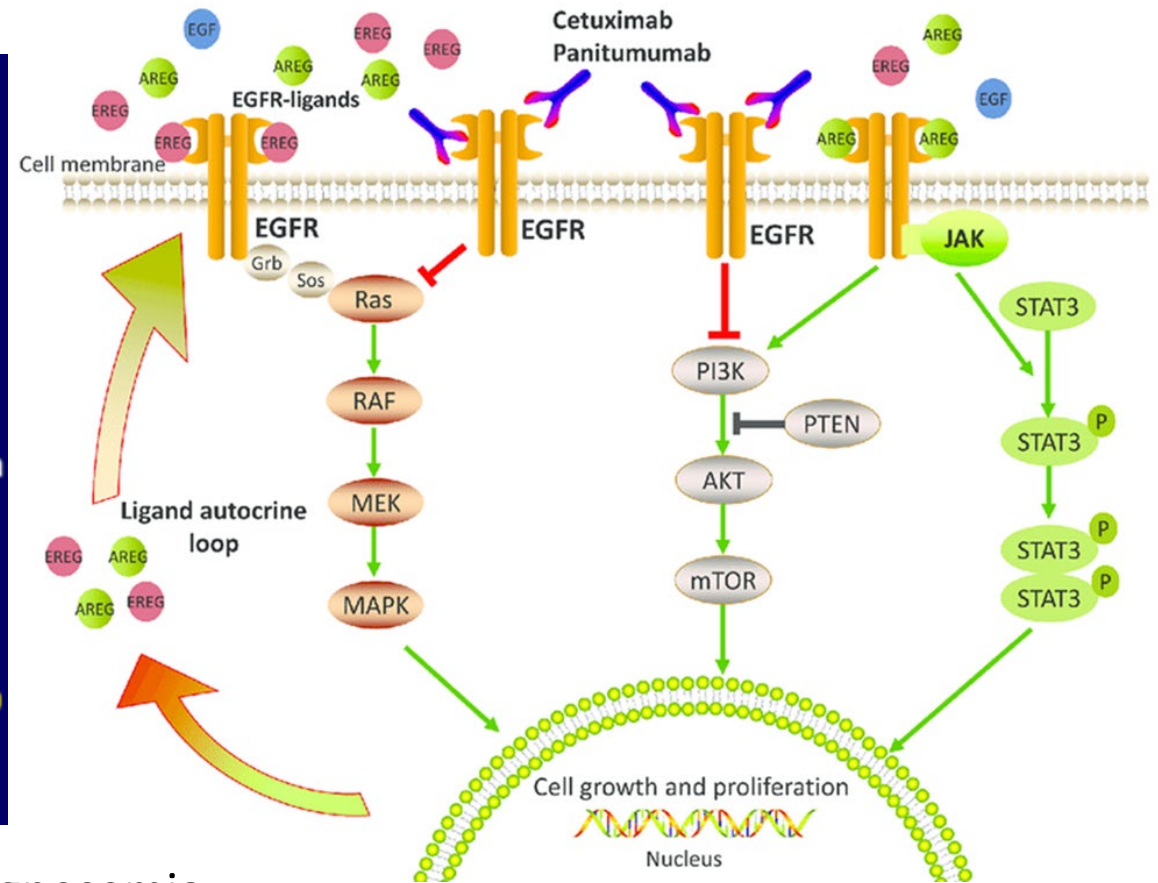 Cetuximab
Panitumumab
EGF
EREG
EREG
AREG
AREG
AREG
AREG
EREG
EGF
EREG
EGFR-ligands
EREG
EREG
AREG
AREG
Cell membrane
EGFR
EGFR
EGFR
JAK
Grb
Sos
Ras
STAT3
PI3K
RAF
PTEN
STAT3
P
AKT
MEK
Ligand autocrine
loop
EREG
AREG
AREG
EREG
STAT3
P
STAT3
P
mTOR
MAPK
Cell growth and proliferation
Nucleus